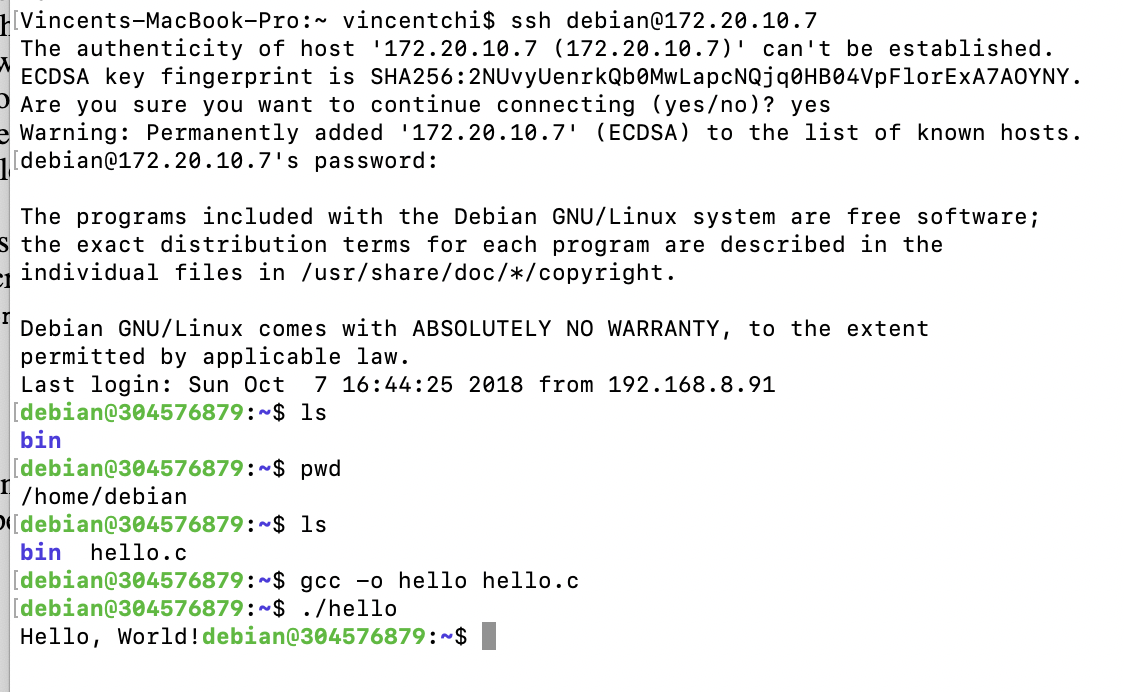 [Vincents-MacBook-Pro:~ vincentchi$ ssh debian@172.20.10.7
The authenticity of host '172.20.10.7 (172.20.10.7)' can't be established.
ECDSA key fingerprint is SHA256:2NUvyUenrkQb0MwLapcNQjq0HB04VpFlorExA7AOYNY.
Are you sure you want to continue connecting (yes/no)? yes
Warning: Permanently added '172.20.10.7' (ECDSA) to the list of known hosts.
[debian@172.20.10.7's password:
The programs included with the Debian GNU/Linux system are free software;
the exact distribution terms for each program are described in the
individual files in /usr/share/doc/*/copyright.
Debian GNU/Linux comes with ABSOLUTELY NO WARRANTY, to the extent
permitted by applicable law.
Last login: Sun Oct  7 16:44:25 2018 from 192.168.8.91
[debian@304576879:~$ ls
bin
[debian@304576879:~$ pwd
/home/debian
[debian@304576879:~$ ls
bin  hello.c
[debian@304576879:~$ gcc -o hello hello.c
[debian@304576879:~$ ./hello
Hello, World!debian@304576879:~$